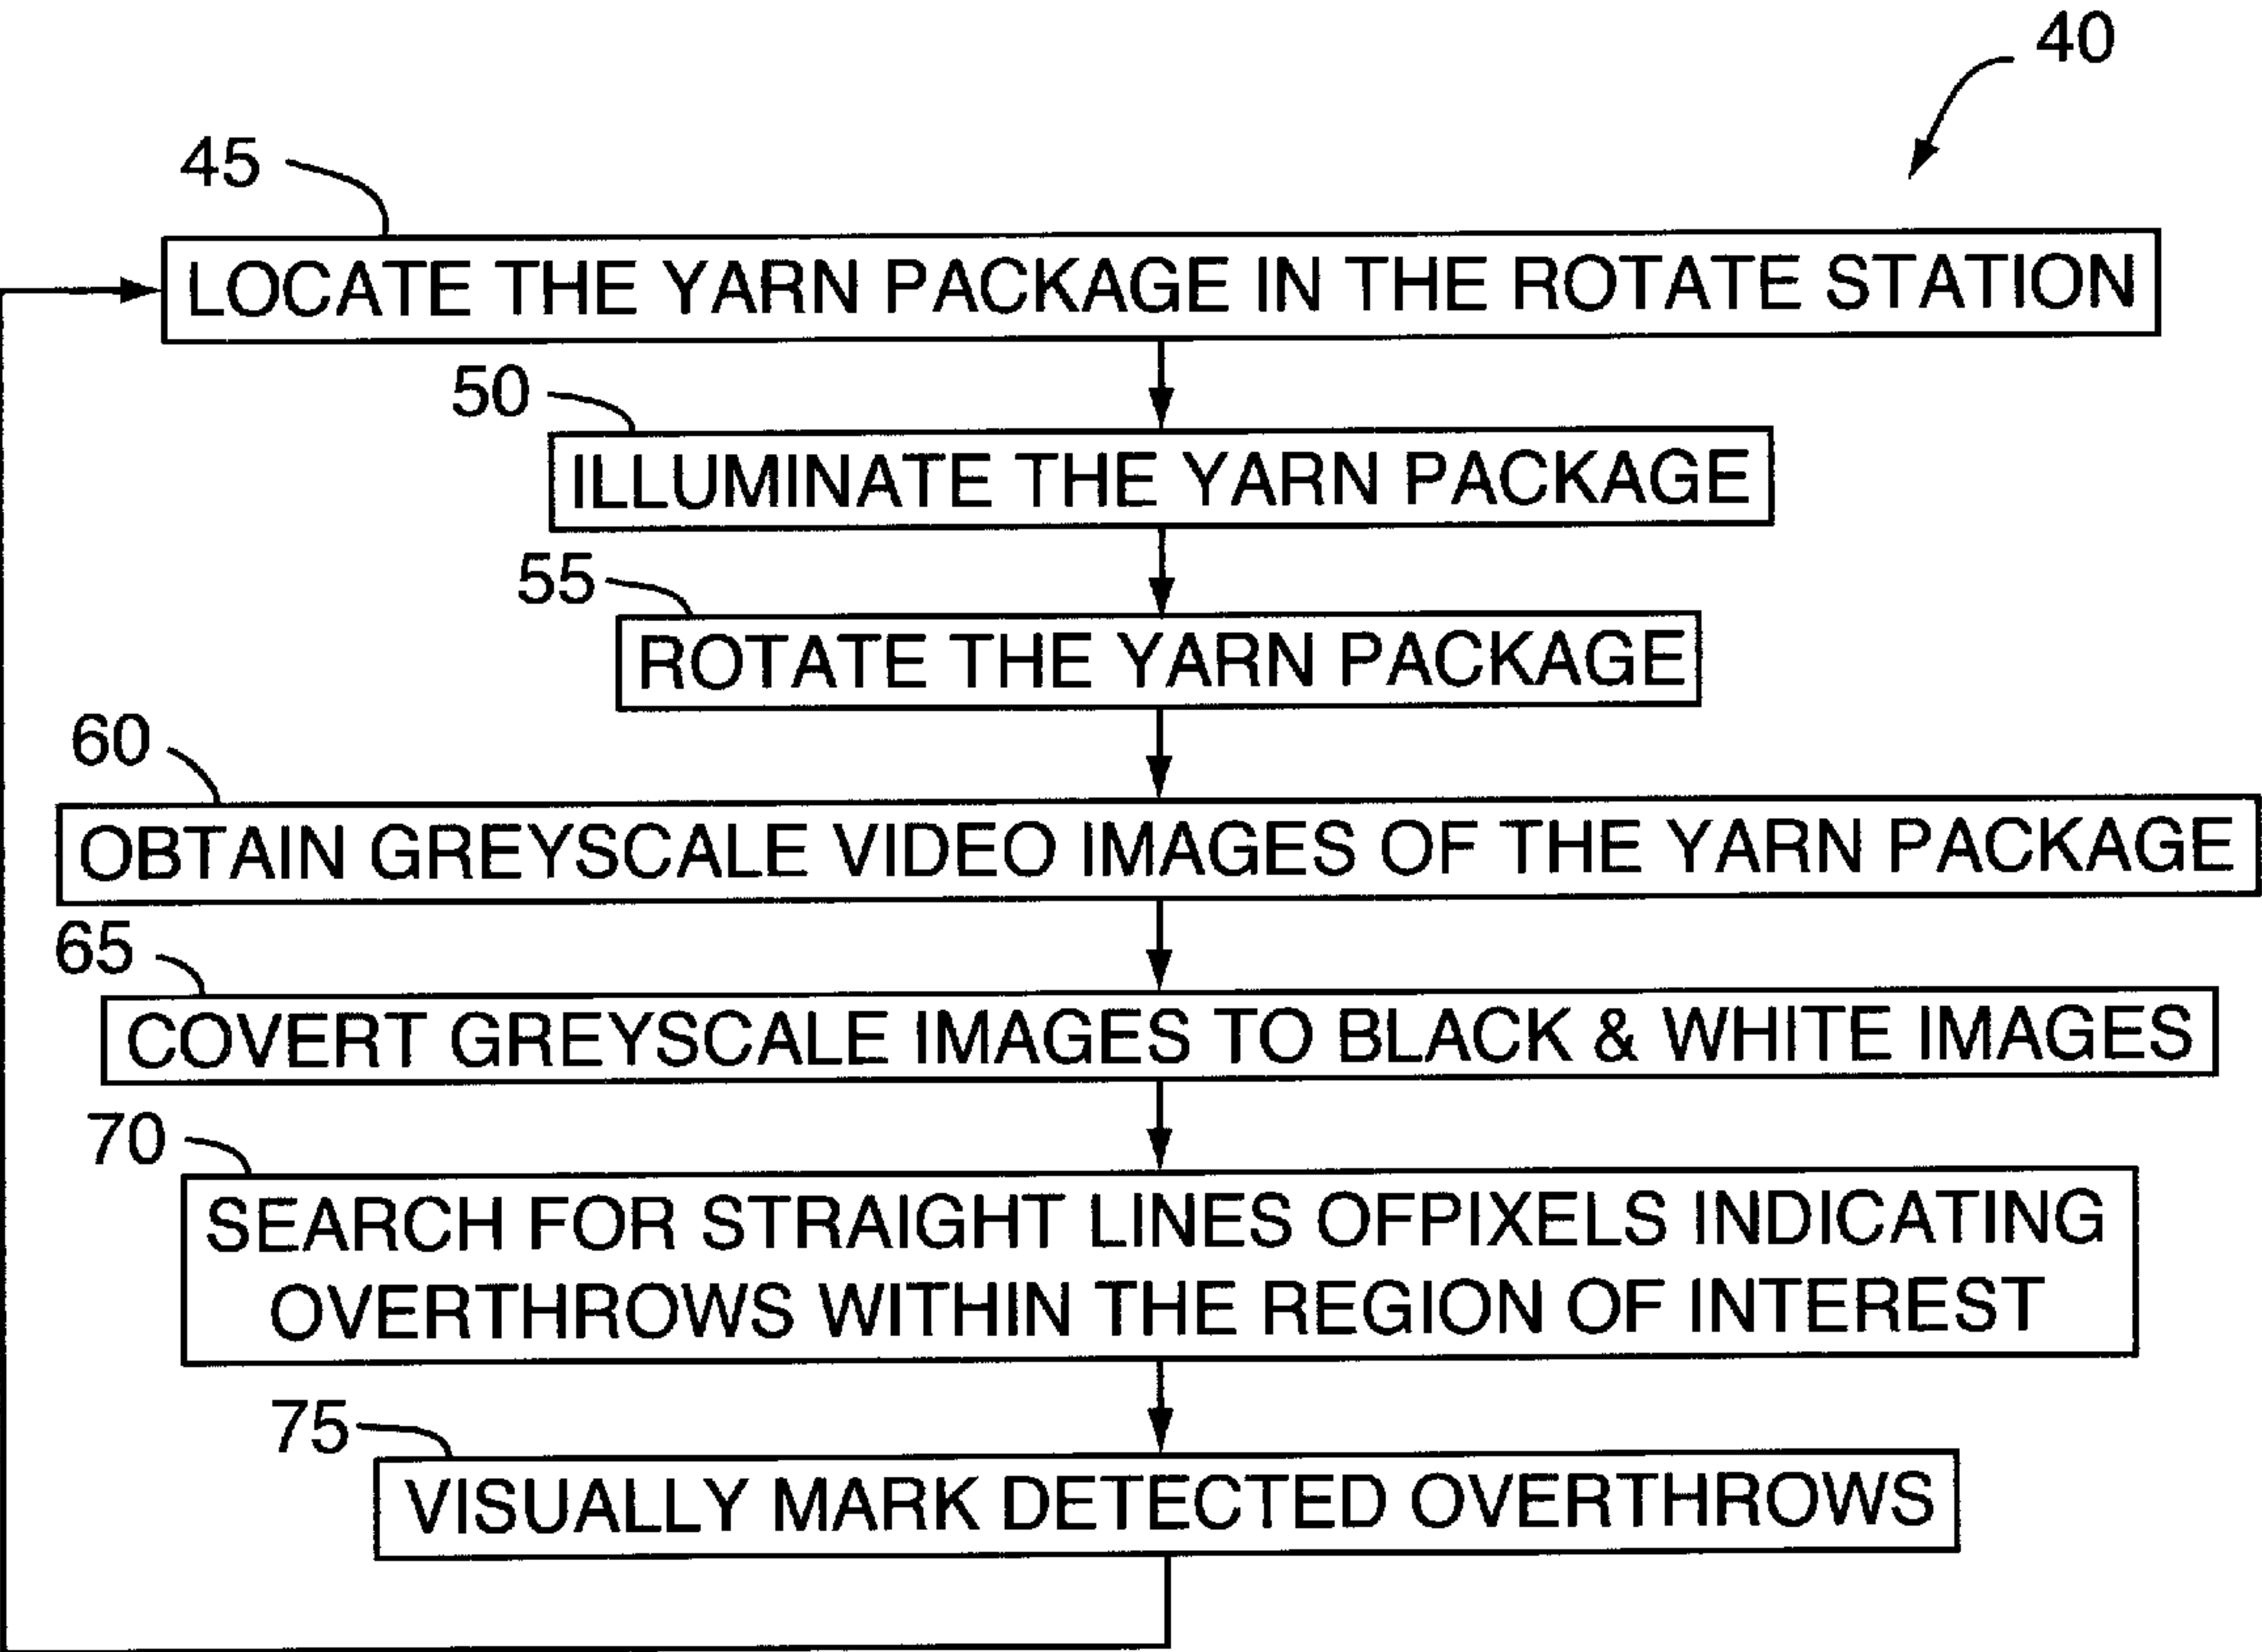 40
45
LOCATE THE YARN PACKAGE IN THE ROTATE STATION
50
ILLUMINATE THE YARN PACKAGE
55
ROTATE THE YARN PACKAGE
60
OBTAIN GREYSCALE VIDEO IMAGES OF THE YARN PACKAGE
65
COVERT GREYSCALE IMAGES TO BLACK & WHITE IMAGES
70
SEARCH FOR STRAIGHT LINES OFPIXELS INDICATING
OVERTHROWS WITHIN THE REGION OF INTEREST
75
VISUALLY MARK DETECTED OVERTHROWS